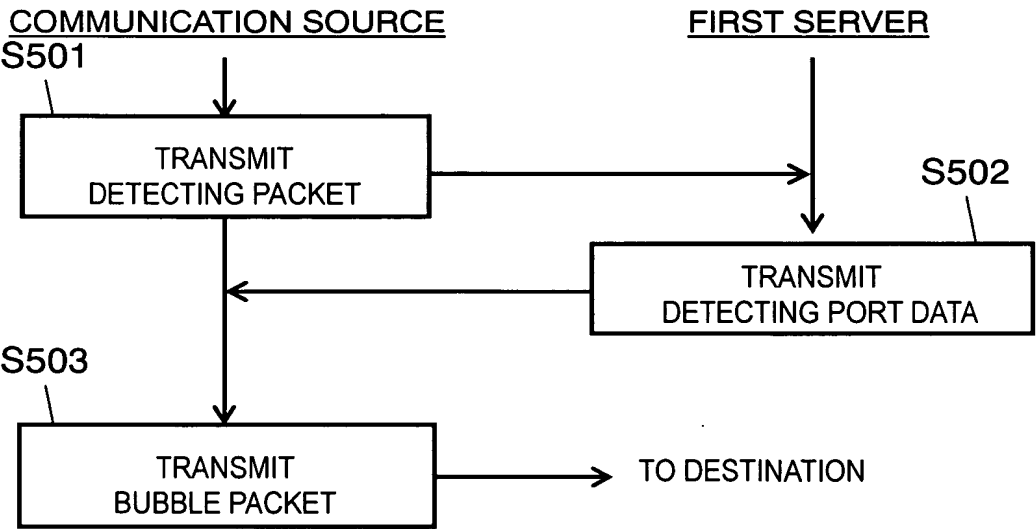 COMMUNICATION SOURCE
FIRST SERVER
S501
TRANSMIT
DETECTING PACKET
S502
TRANSMIT
DETECTING PORT DATA
S503
TRANSMIT
BUBBLE PACKET
TO DESTINATION